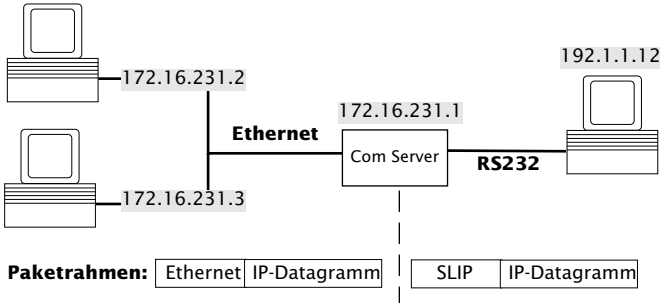 192.1.1.12
172.16.231.2
172.16.231.1
Ethernet
Com Server
RS232
172.16.231.3
Paketrahmen: Ethernet IP-Datagramm SLIP IP-Datagramm